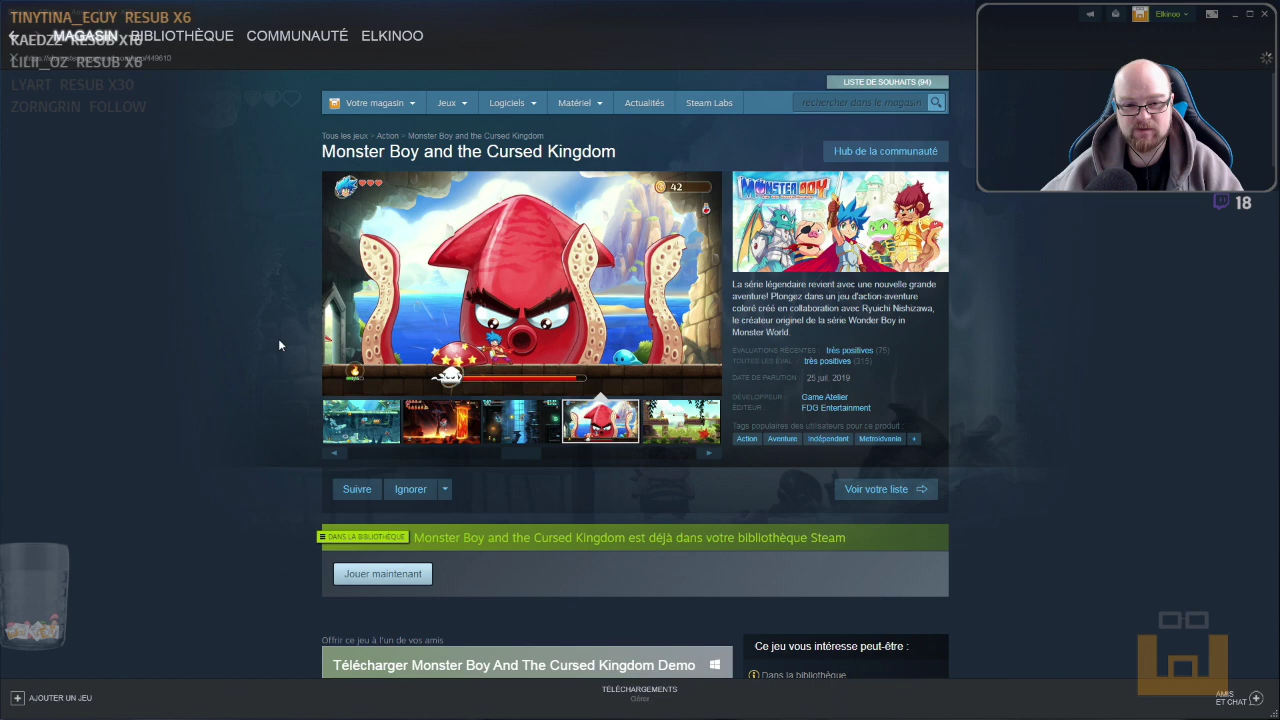 TINYTINA_EGUY RESUB X6
KAEDZZ RESUB X16
MAGASIN BIBLIOTHÈQUE COMMUNAUTÉ ELKINOO
LILII_OZ RESUB X6
LYART RESUB X30
ZORNGRIN FOLLOW
Elkinoo
18
LISTE DE SOUHAITS (94)
Votre magasin Jeux Logiciels Matériel Actualités Steam Labs rechercher dans le magasin
Tous les jeux > Action > Monster Boy and the Cursed Kingdom
Monster Boy and the Cursed Kingdom
Hub de la communauté
42
MONSTER BOY
La série légendaire revient avec une nouvelle grande
aventure! Plongez dans un jeu d'action-aventure
coloré créé en collaboration avec Ryuichi Nishizawa,
le créateur originel de la série Wonder Boy in
Monster World.
ÉVALUATIONS RÉCENTES : très positives (75)
TOUTES LES ÉVAL. très positives (315)
DATE DE PARUTION 25 juil. 2019
DÉVELOPPEUR : Game Atelier
ÉDITEUR : FDG Entertainment
Tags populaires des utilisateurs pour ce produit :
Action Aventure Indépendant Metroidvania +
Suivre Ignorer Voir votre liste
DANS LA BIBLIOTHÈQUE Monster Boy and the Cursed Kingdom est déjà dans votre bibliothèque Steam
Jouer maintenant
Offrir ce jeu à l'un de vos amis
Ce jeu vous intéresse peut-être :
Télécharger Monster Boy And The Cursed Kingdom Demo
Dans la bibliothèque
AJOUTER UN JEU
TÉLÉCHARGEMENTS
AMIS
ET CHAT